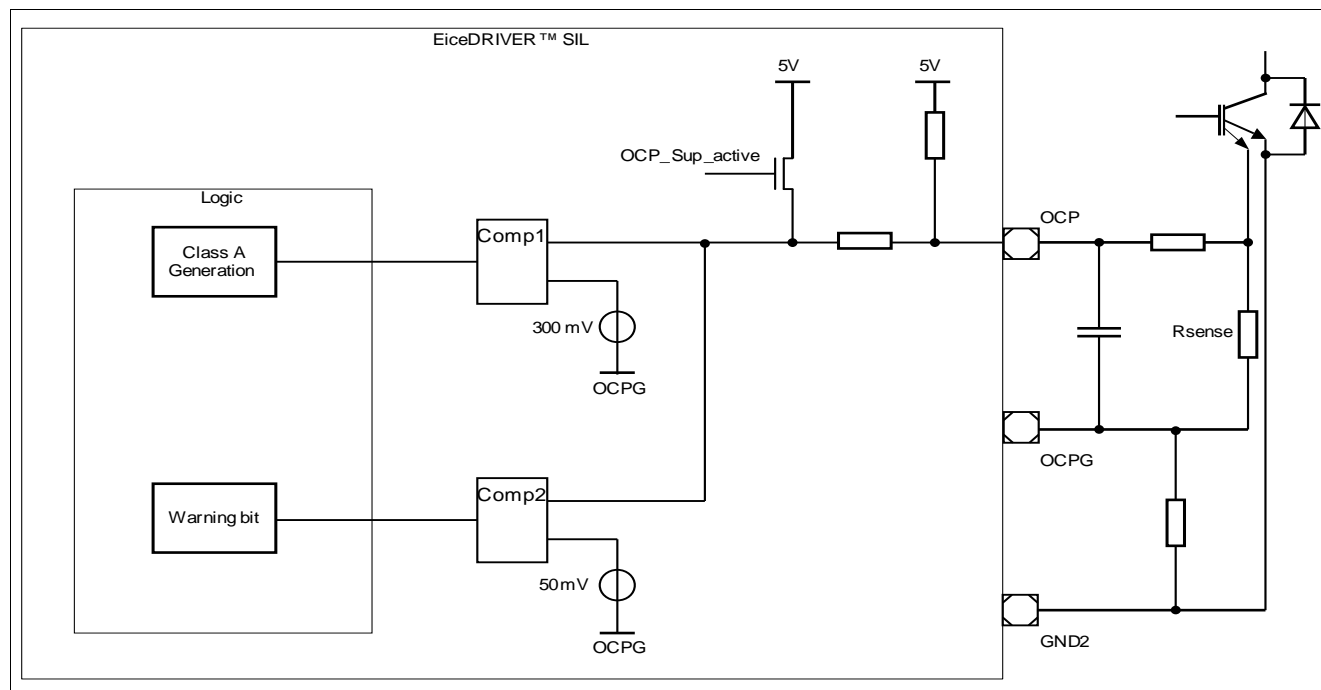 EiceDRIVER™ SIL
5V
5V
OCP_Sup_active
Logic
Class A
Generation
Comp1
300 mV
OCPG
OCP
Rsense
OCPG
Warning bit
Comp2
50mV
OCPG
GND2